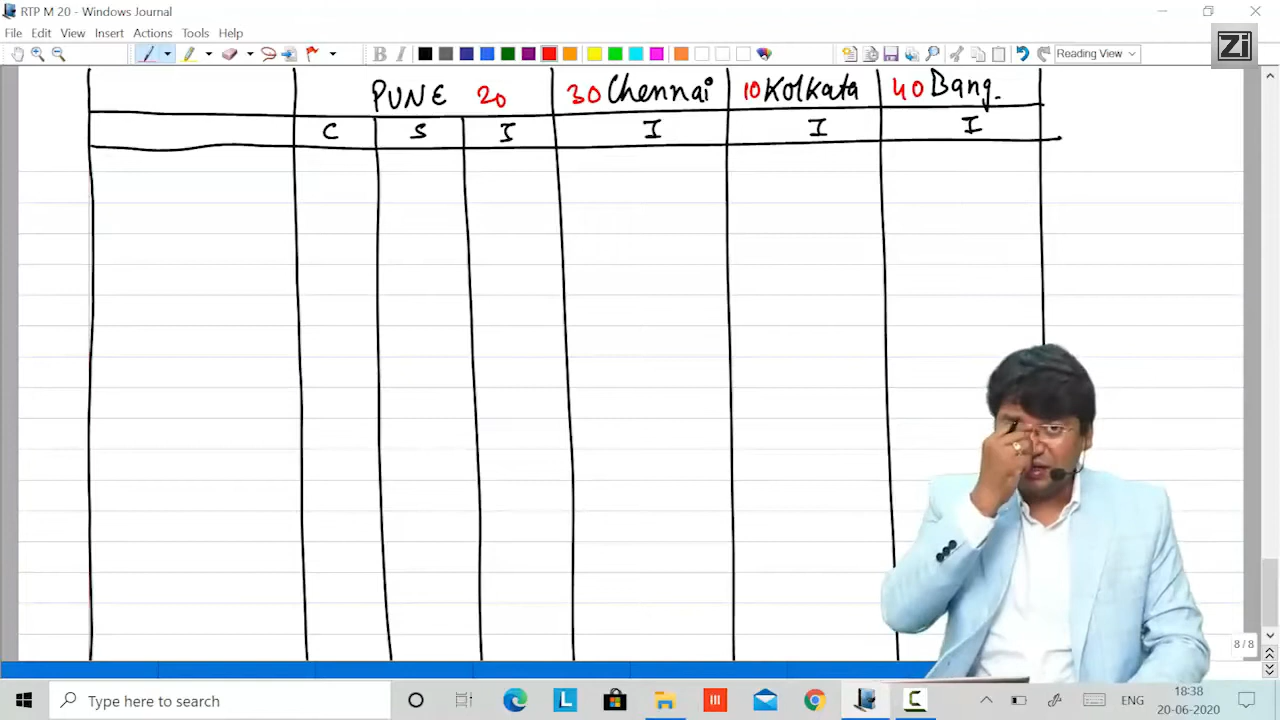 RTP M 20 - Windows Journal
Zi
File Edit View Insert Actions Tools Help
B I Reading View
PUNE 20 30 Chennai 10 Kolkata 40 Bang.
C S I I I I
8 / 8
Type here to search
L
ENG
18:38
20-06-2020